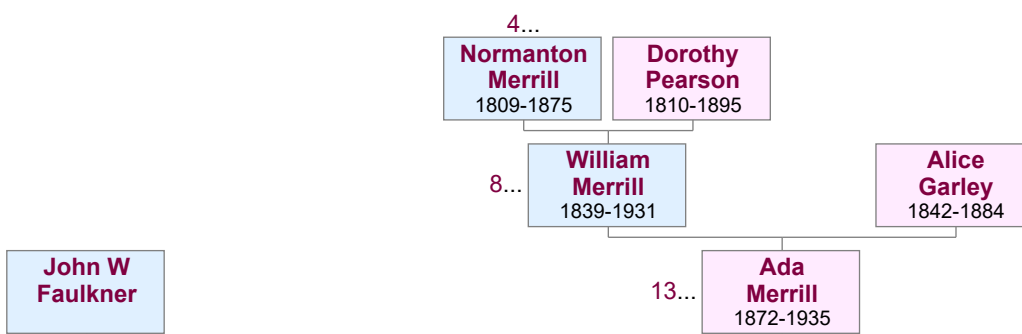 4...
Normanton
Merrill
1809-1875
Dorothy
Pearson
1810-1895
8...
William
Merrill
1839-1931
Alice
Garley
1842-1884
John W
Faulkner
13...
Ada
Merrill
1872-1935